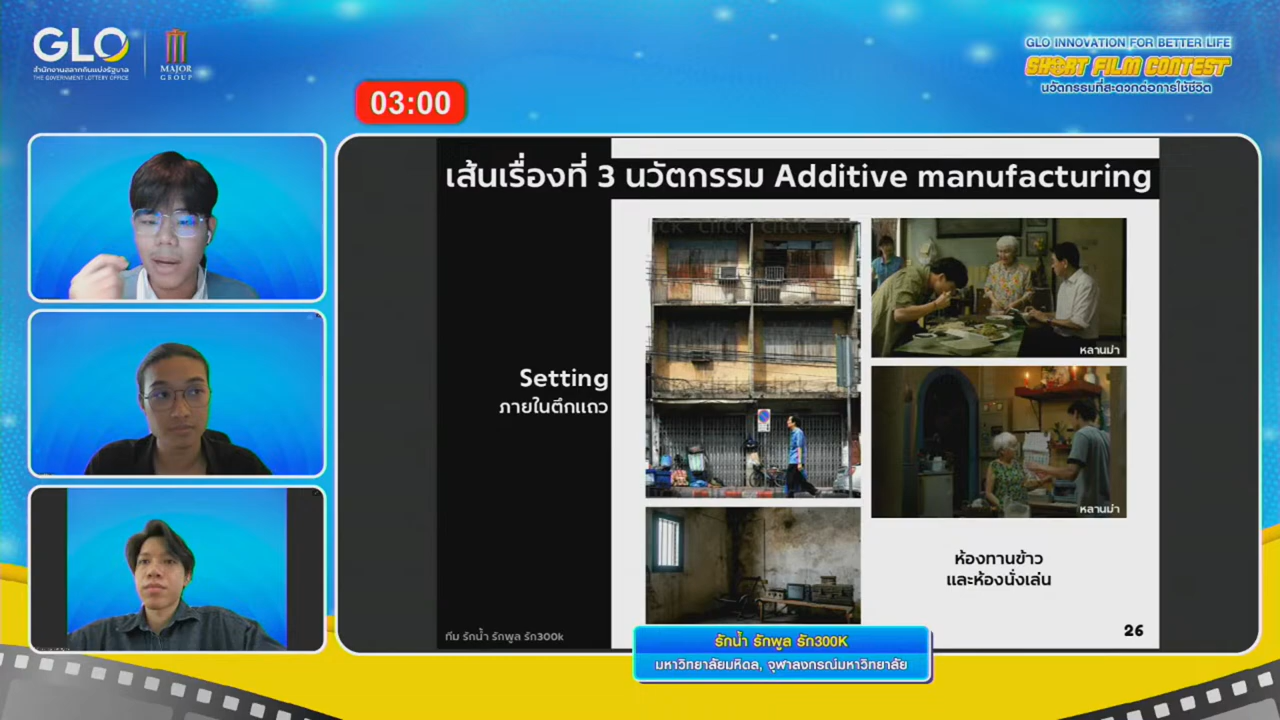 GLO
สำนักงานสลากกินแบ่งรัฐบาล
THE GOVERNMENT LOTTERY OFFICE
MAJOR
GROUP
GLO INNOVATION FOR BETTER LIFE
SHORT FILM CONTEST
นวัตกรรมที่สะดวกต่อการใช้ชีวิต
03:00
เส้นเรื่องที่ 3 นวัตกรรม Additive manufacturing
Setting
ภายในตึกแถว
หลานม่า
หลานม่า
ห้องทานข้าว
และห้องนั่งเล่น
ทีม รักน้ำ รักพูล รัก300k
26
รักน้ำ รักพูล รัก300K
มหาวิทยาลัยมหิดล, จุฬาลงกรณ์มหาวิทยาลัย